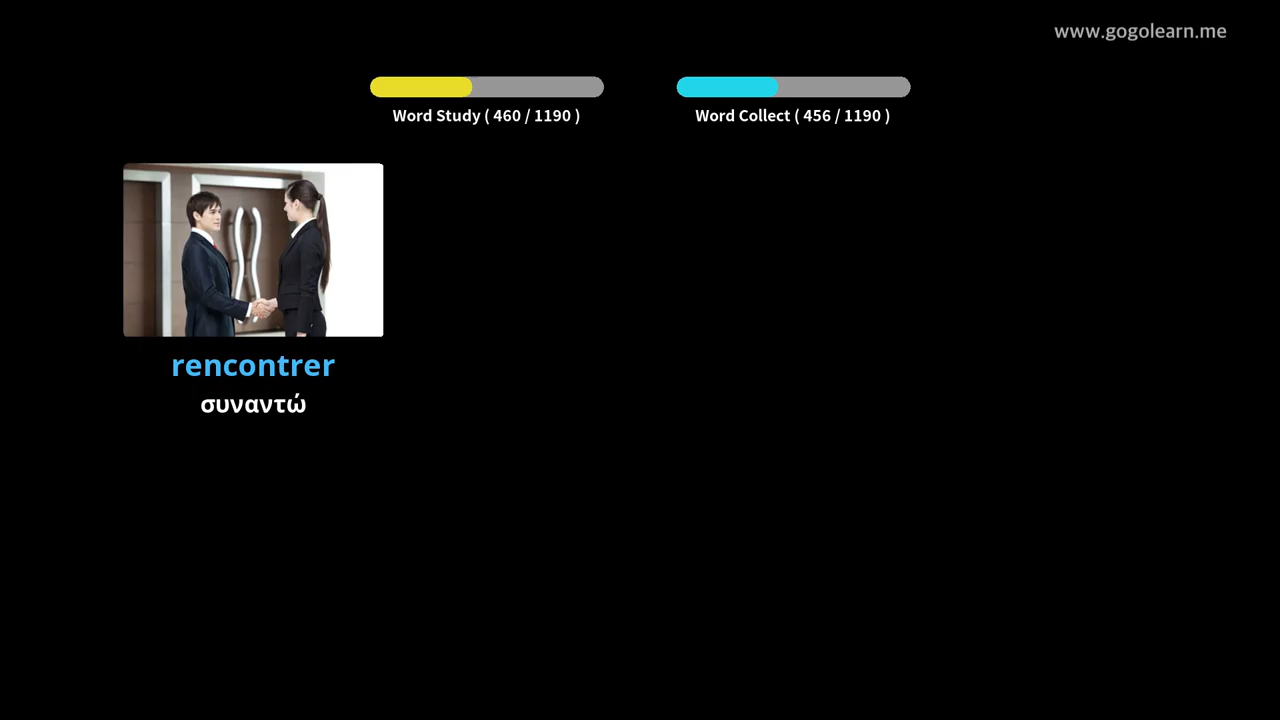 www.gogolearn.me
Word Study ( 460 / 1190 )
Word Collect ( 456 / 1190 )
rencontrer
συναντώ